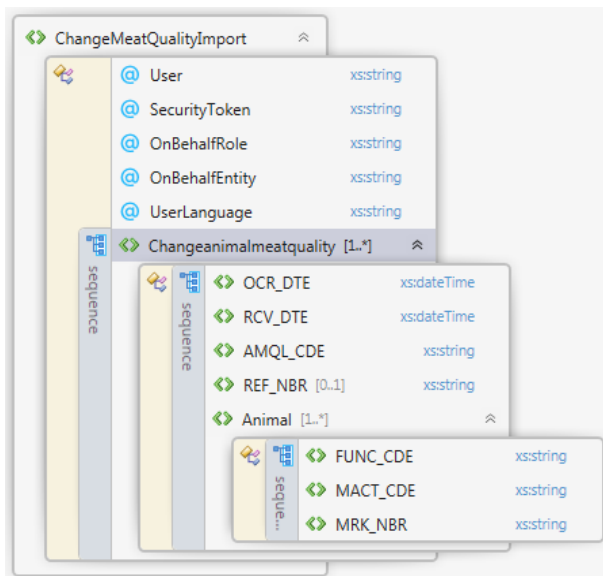 ChangeMeatQualityImport
@ User xs:string
@ SecurityToken xs:string
@ OnBehalfRole xs:string
@ OnBehalfEntity xs:string
@ UserLanguage xs:string
sequence
Changeanimalmeatquality [1..*]
sequence
OCR_DTE xs:dateTime
RCV_DTE xs:dateTime
AMQL_CDE xs:string
REF_NBR [0..1] xs:string
Animal [1..*]
seque...
FUNC_CDE xs:string
MACT_CDE xs:string
MRK_NBR xs:string